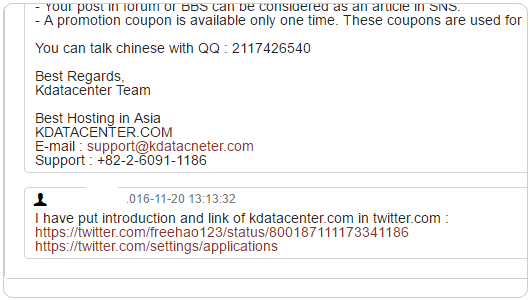 - Your post in forum or BBS can be considered as an article in SNS.
- A promotion coupon is available only one time. These coupons are used for
You can talk chinese with QQ : 2117426540
Best Regards,
Kdatacenter Team
Best Hosting in Asia
KDATACENTER.COM
E-mail : support@kdatacneter.com
Support : +82-2-6091-1186
.016-11-20 13:13:32
I have put introduction and link of kdatacenter.com in twitter.com :
https://twitter.com/freehao123/status/800187111173341186
https://twitter.com/settings/applications